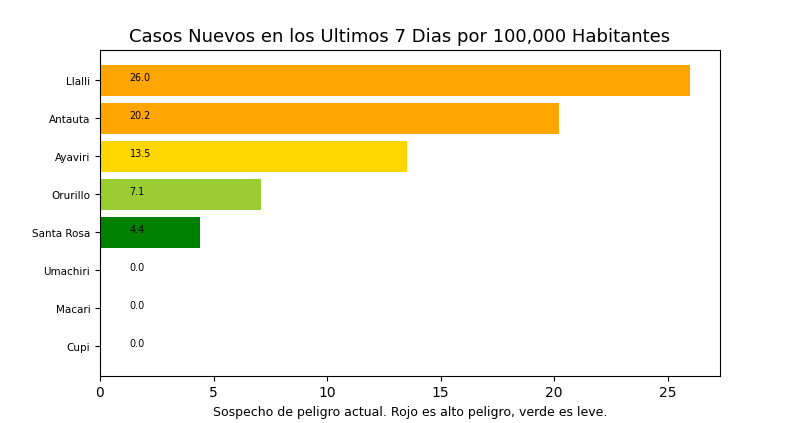 Casos Nuevos en los Ultimos 7 Dias por 100,000 Habitantes
Llalli 26.0
Antauta 20.2
Ayaviri 13.5
Orurillo 7.1
Santa Rosa 4.4
Umachiri 0.0
Macari 0.0
Cupi 0.0
0 5 10 15 20 25
Sospecho de peligro actual. Rojo es alto peligro, verde es leve.